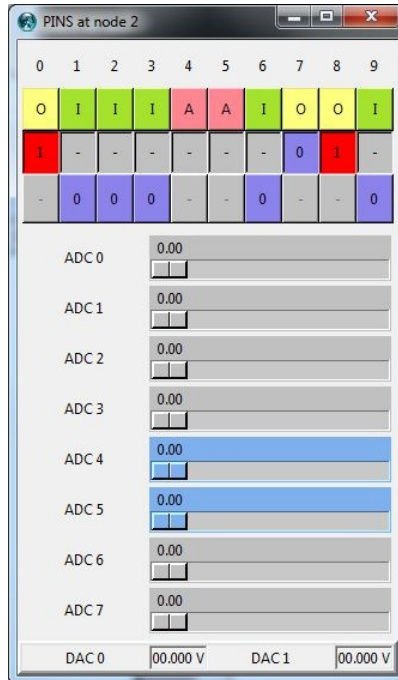 PINS at node 2
0 1 2 3 4 5 6 7 8 9
O I I I A A I O O I
1 - - - - - - 0 1 -
- 0 0 0 - - 0 - - 0
0.00
ADC 0
0.00
ADC 1
0.00
ADC 2
0.00
ADC 3
0.00
ADC 4
0.00
ADC 5
0.00
ADC 6
0.00
ADC 7
DAC 0 00.000 V DAC 1 00.000 V